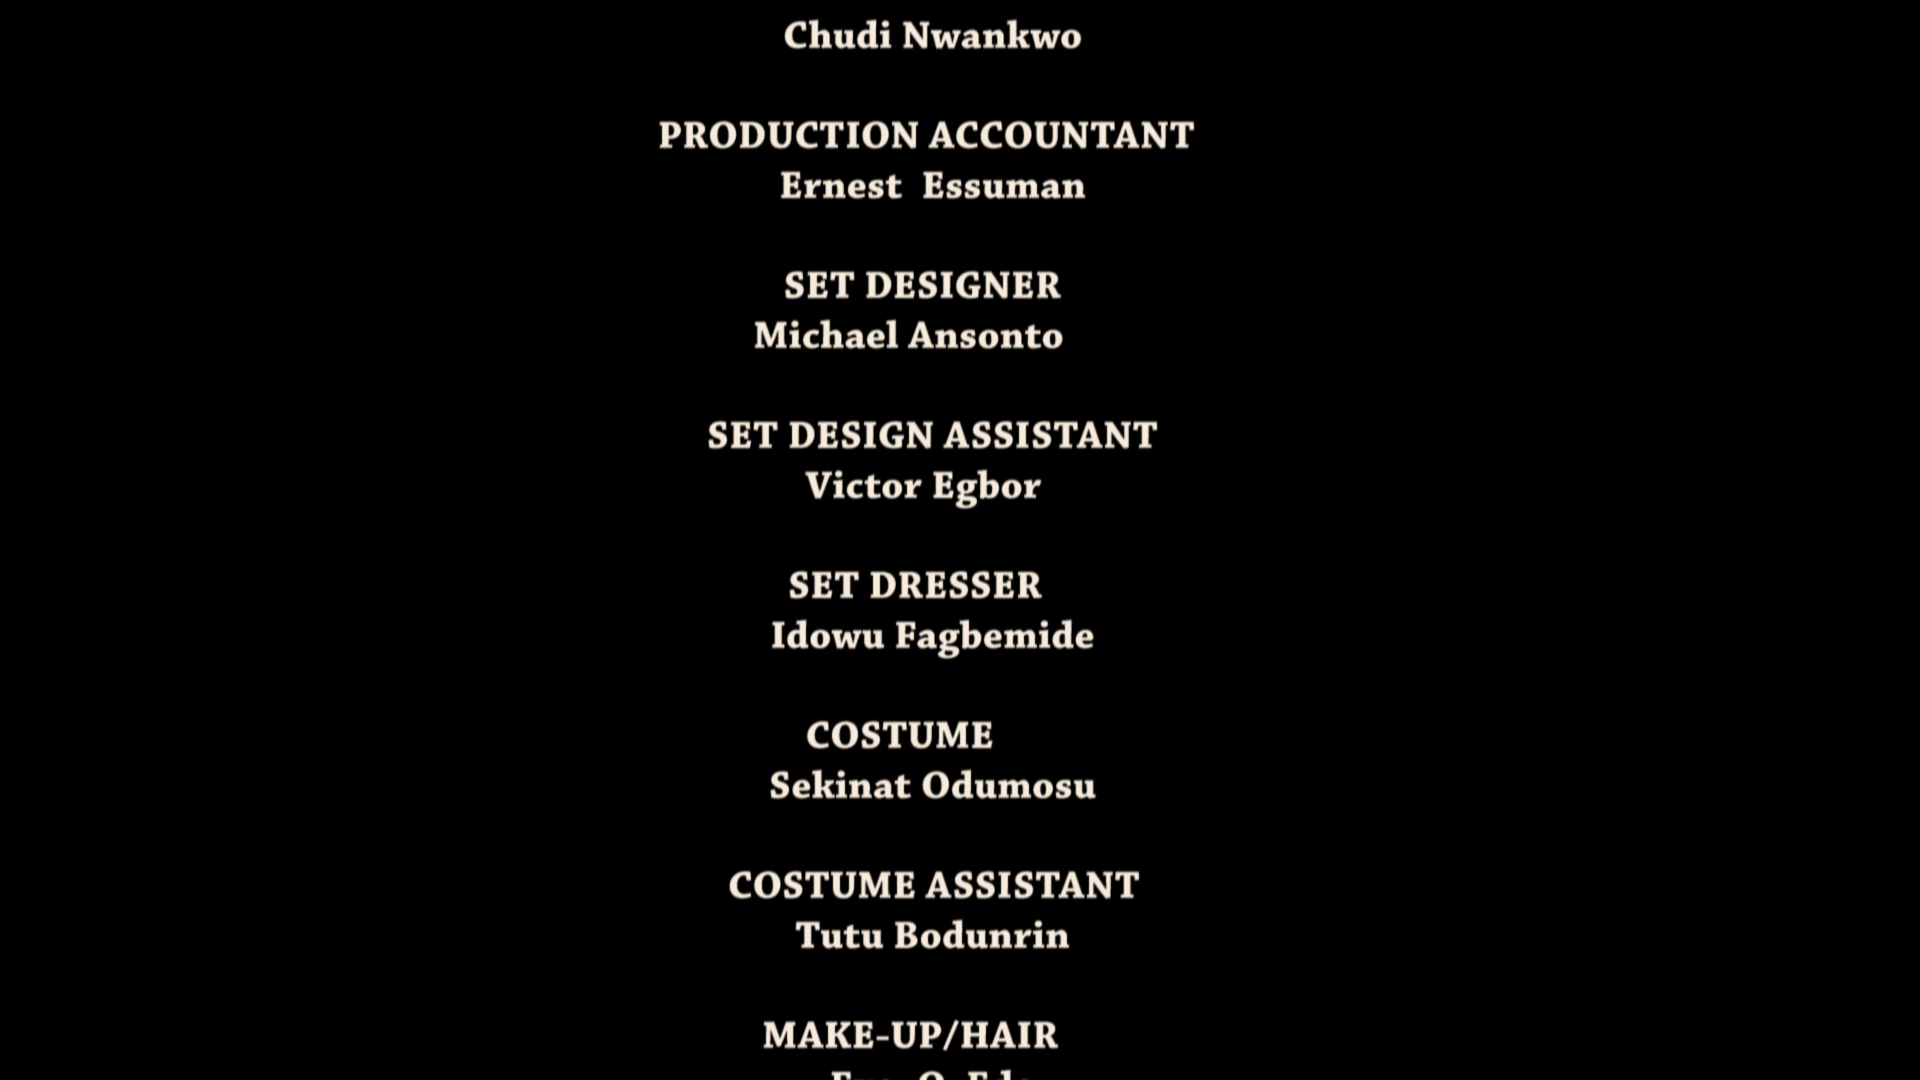 Chudi Nwankwo
PRODUCTION ACCOUNTANT
Ernest  Essuman
SET DESIGNER
Michael Ansonto
SET DESIGN ASSISTANT
Victor Egbor
SET DRESSER
Idowu Fagbemide
COSTUME
Sekinat Odumosu
COSTUME ASSISTANT
Tutu Bodunrin
MAKE-UP/HAIR